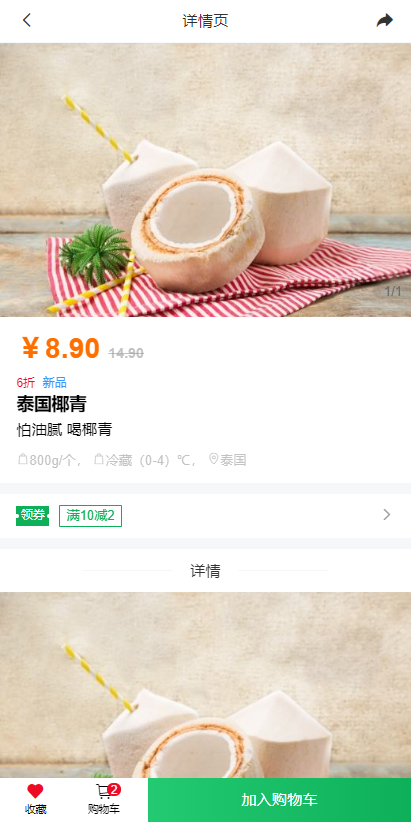 详情页
1/1
￥8.90 14.90
6折 新品
泰国椰青
怕油腻 喝椰青
800g/个， 冷藏（0-4）℃， 泰国
领券 满10减2
详情
2
收藏 购物车 加入购物车